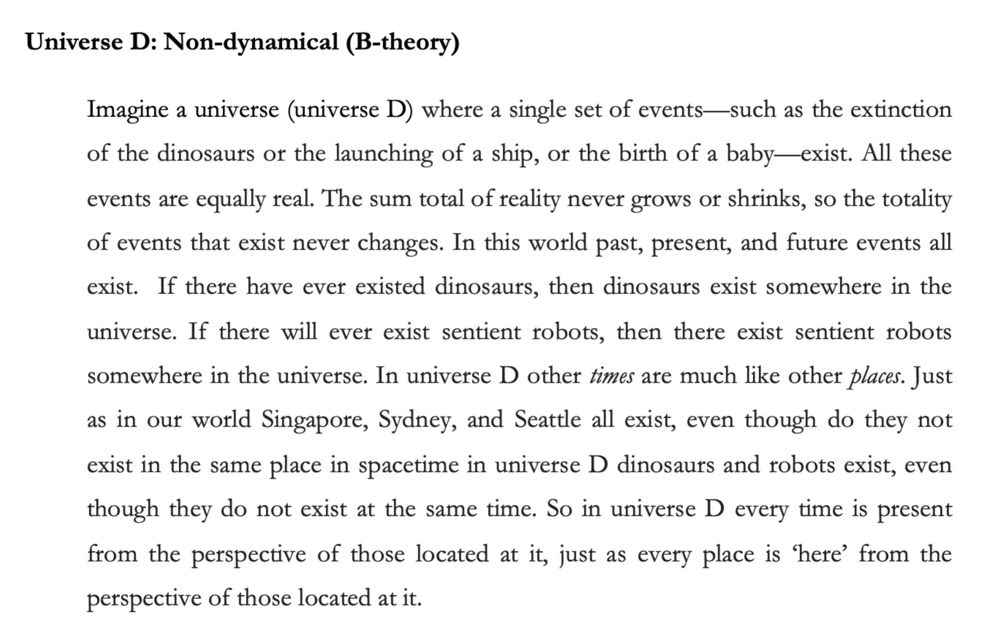 Universe D: Non-dynamical (B-theory)
Imagine a universe (universe D) where a single set of events—such as the extinction
of the dinosaurs or the launching of a ship, or the birth of a baby—exist. All these
events are equally real. The sum total of reality never grows or shrinks, so the totality
of events that exist never changes. In this world past, present, and future events all
exist.  If there have ever existed dinosaurs, then dinosaurs exist somewhere in the
universe. If there will ever exist sentient robots, then there exist sentient robots
somewhere in the universe. In universe D other times are much like other places. Just
as in our world Singapore, Sydney, and Seattle all exist, even though do they not
exist in the same place in spacetime in universe D dinosaurs and robots exist, even
though they do not exist at the same time. So in universe D every time is present
from the perspective of those located at it, just as every place is ‘here’ from the
perspective of those located at it.